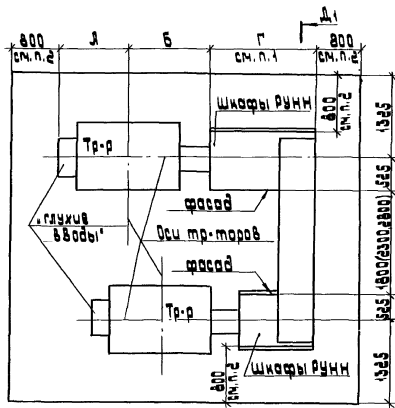 Д1
800
А
Б
Г
800
см.п.2
см.п.1
см.п.2
Шкафы РУНН
800
см.п.2
1325
Тр-р
525
фасад
„глухие
вводы"
Оси тр-торов
фасад
1800(2300,2800)
Тр-р
525
Шкафы РУНН
800
см.п.2
1325